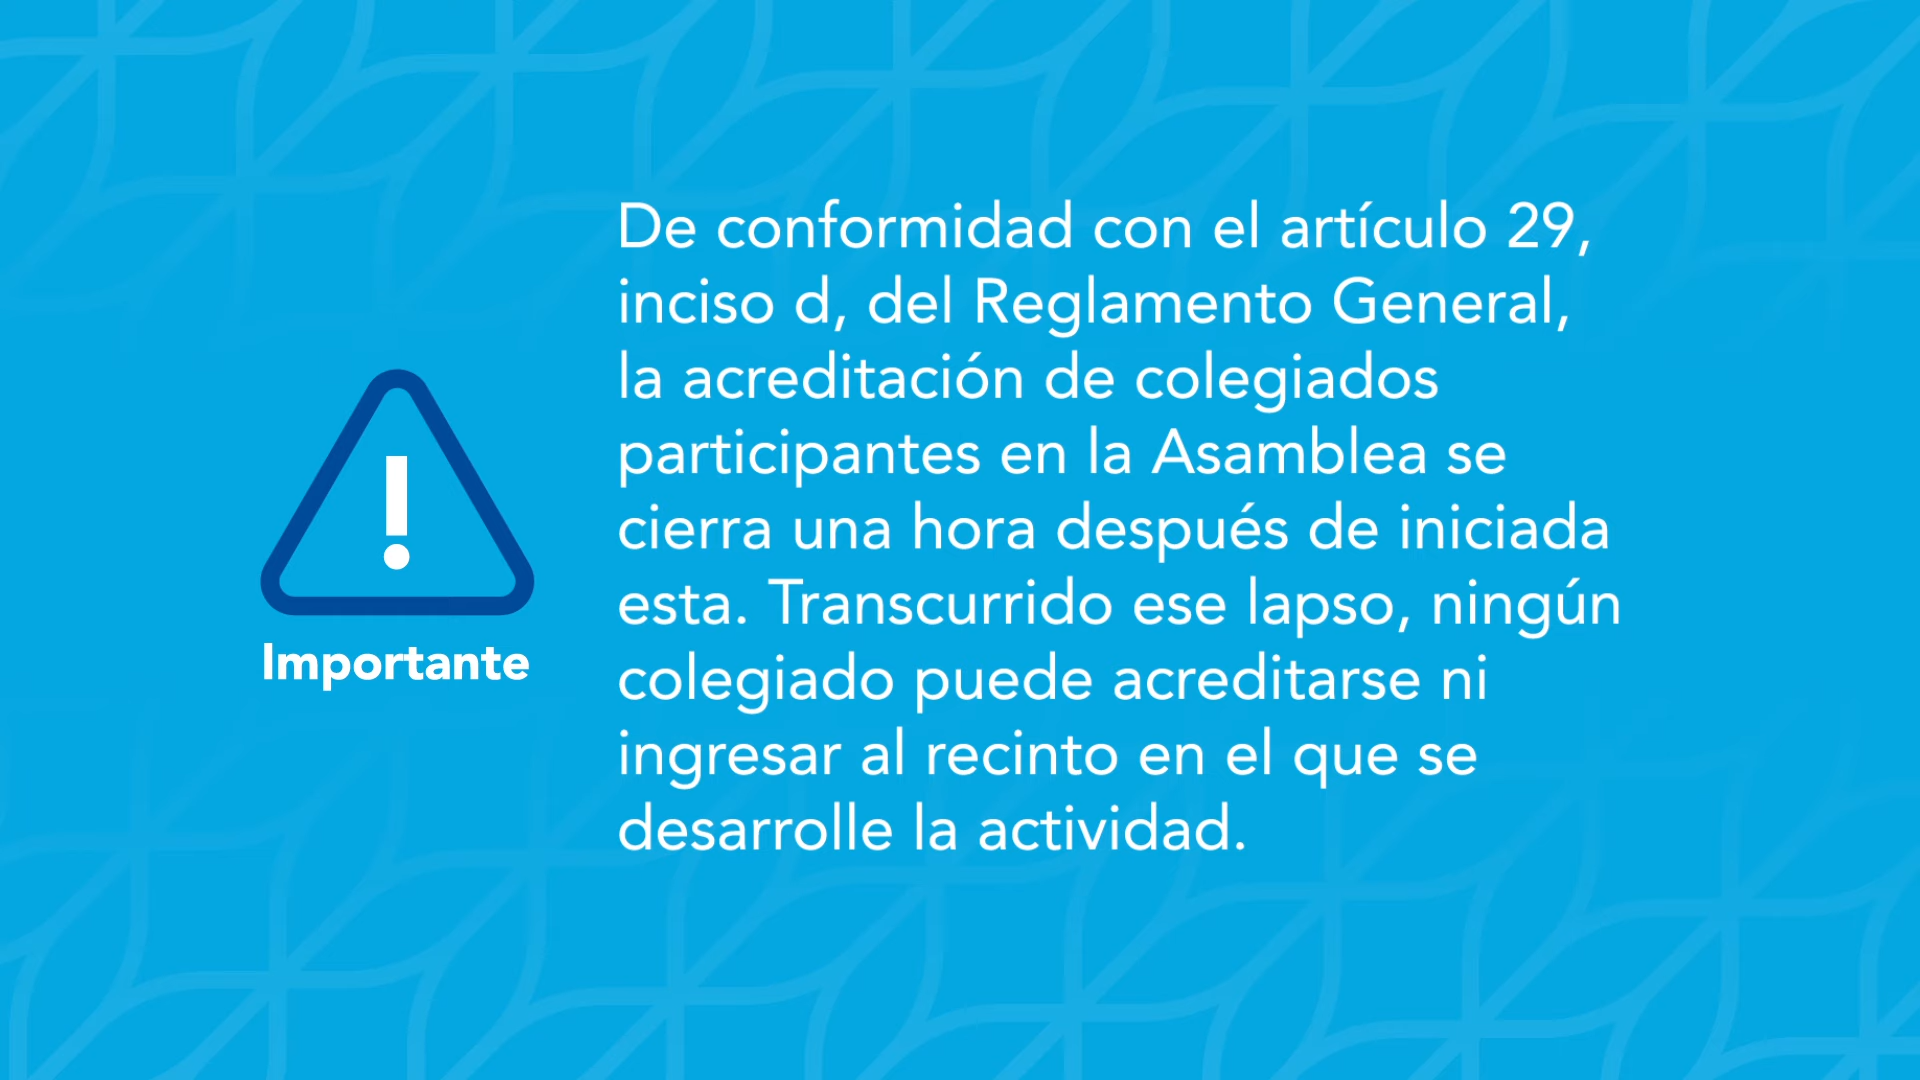 De conformidad con el artículo 29,
inciso d, del Reglamento General,
la acreditación de colegiados
participantes en la Asamblea se
cierra una hora después de iniciada
esta. Transcurrido ese lapso, ningún
colegiado puede acreditarse ni
ingresar al recinto en el que se
desarrolle la actividad.
!
Importante